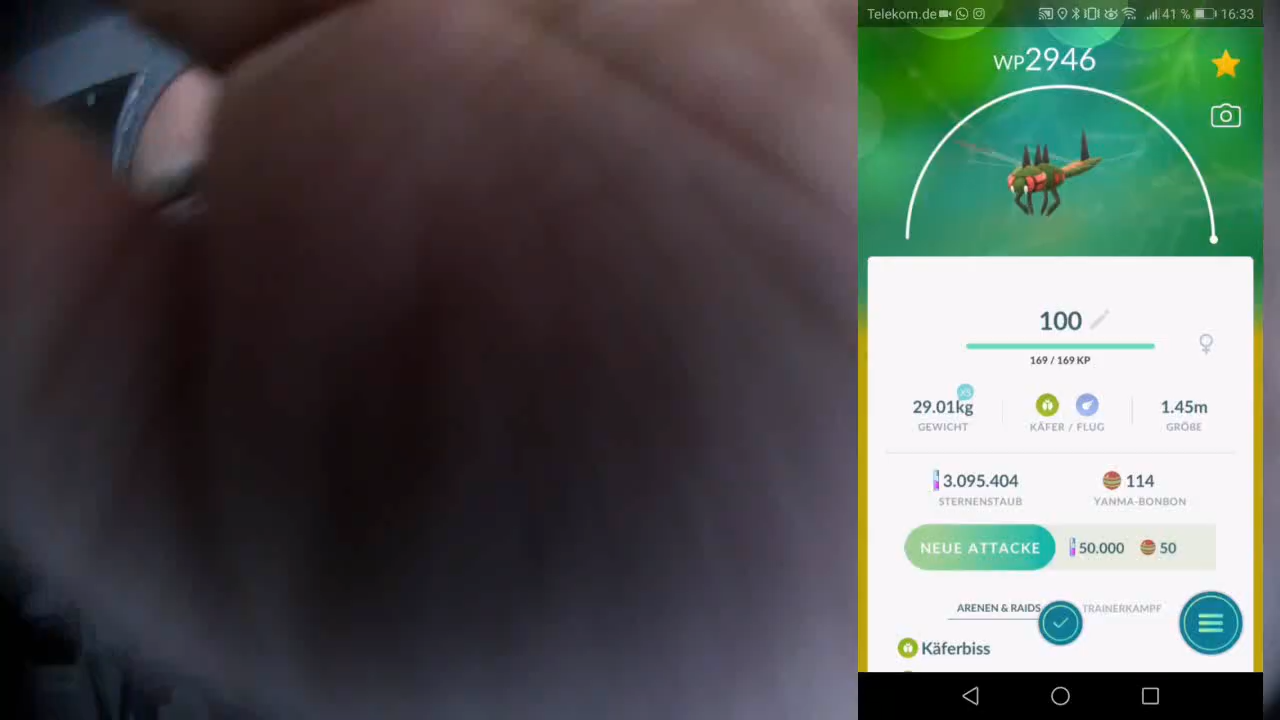 Telekom.de 41 % 16:33
WP2946
100
169 / 169 KP
XS
29.01kg
GEWICHT
KÄFER / FLUG
1.45m
GRÖßE
3.095.404
STERNENSTAUB
114
YANMA-BONBON
NEUE ATTACKE 50.000 50
ARENEN & RAIDS TRAINERKAMPF
Käferbiss